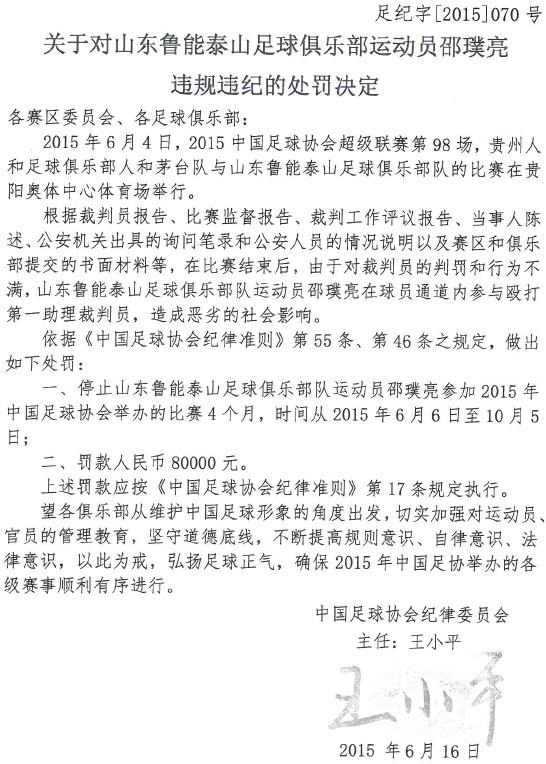 足纪字[2015]070 号
关于对山东鲁能泰山足球俱乐部运动员邵璞亮
违规违纪的处罚决定
各赛区委员会、各足球俱乐部:
2015 年 6 月 4 日，2015 中国足球协会超级联赛第 98 场，贵州人
和足球俱乐部人和茅台队与山东鲁能泰山足球俱乐部队的比赛在贵
阳奥体中心体育场举行。
根据裁判员报告、比赛监督报告、裁判工作评议报告、当事人陈
述、公安机关出具的询问笔录和公安人员的情况说明以及赛区和俱乐
部提交的书面材料等，在比赛结束后，由于对裁判员的判罚和行为不
满，山东鲁能泰山足球俱乐部队运动员邵璞亮在球员通道内参与殴打
第一助理裁判员，造成恶劣的社会影响。
依据《中国足球协会纪律准则》第 55 条、第 46 条之规定，做出
如下处罚:
一、停止山东鲁能泰山足球俱乐部队运动员邵璞亮参加 2015 年
中国足球协会举办的比赛 4 个月，时间从 2015 年 6 月 6 日至 10 月 5
日；
二、罚款人民币 80000 元。
上述罚款应按《中国足球协会纪律准则》第 17 条规定执行。
望各俱乐部从维护中国足球形象的角度出发，切实加强对运动员、
官员的管理教育，坚守道德底线，不断提高规则意识、自律意识、法
律意识，以此为戒，弘扬足球正气，确保 2015 年中国足协举办的各
级赛事顺利有序进行。
中国足球协会纪律委员会
主任: 王小平
王小平
2015 年 6 月 16 日